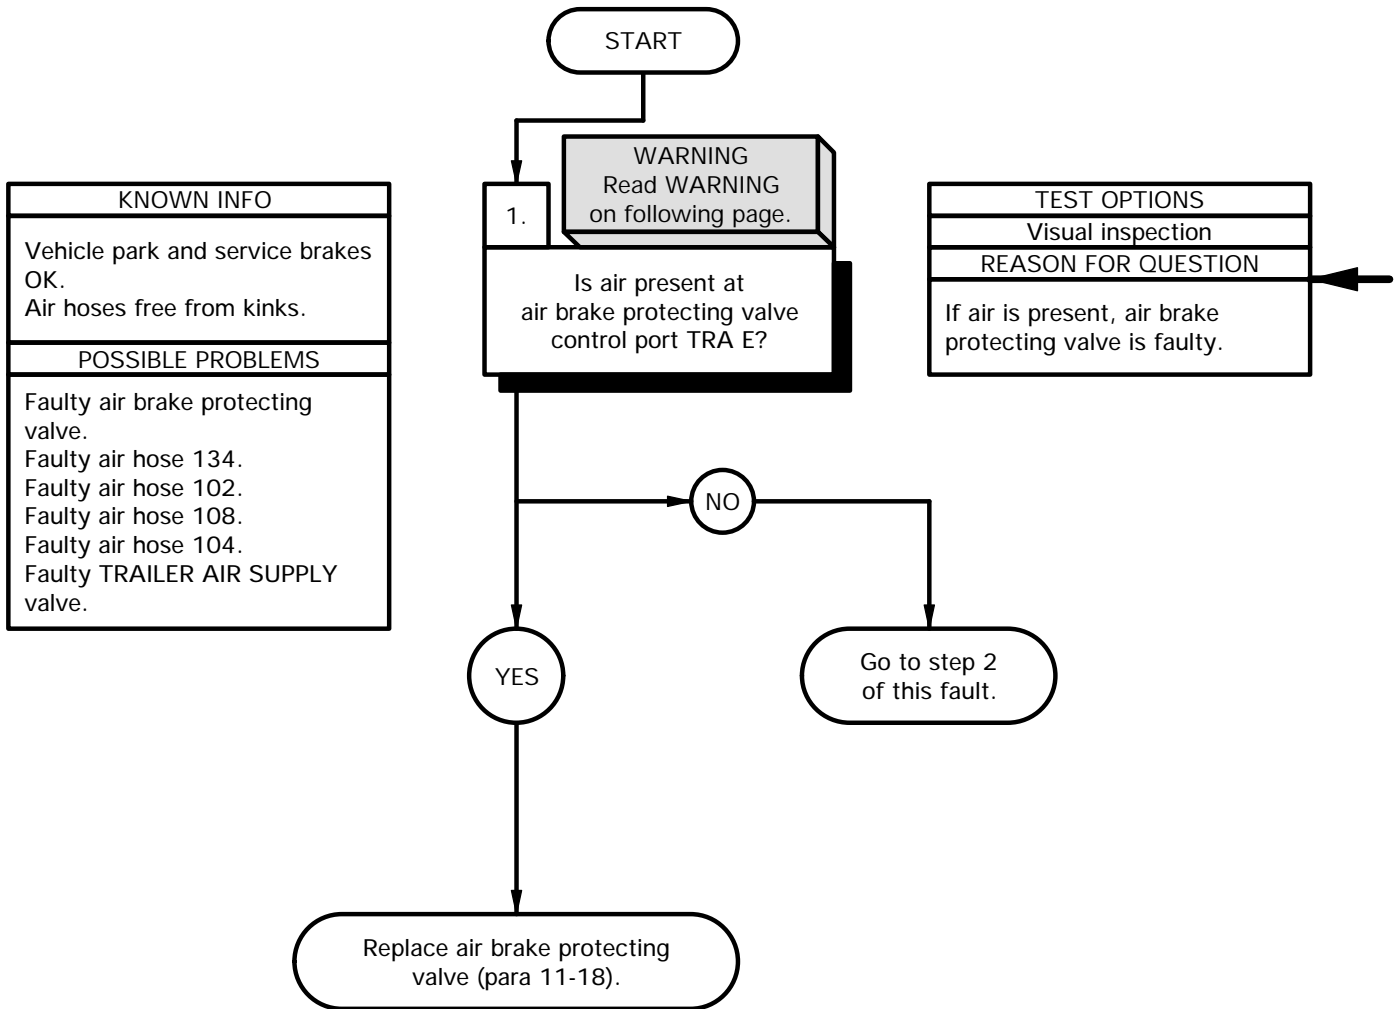 START
WARNING
Read WARNING
on following page.
1.
Is air present at
air brake protecting valve
control port TRA E?
KNOWN INFO
Vehicle park and service brakes
OK.
Air hoses free from kinks.
POSSIBLE PROBLEMS
Faulty air brake protecting
valve.
Faulty air hose 134.
Faulty air hose 102.
Faulty air hose 108.
Faulty air hose 104.
Faulty TRAILER AIR SUPPLY
valve.
TEST OPTIONS
Visual inspection
REASON FOR QUESTION
If air is present, air brake
protecting valve is faulty.
NO
YES
Go to step 2
of this fault.
Replace air brake protecting
valve (para 11-18).